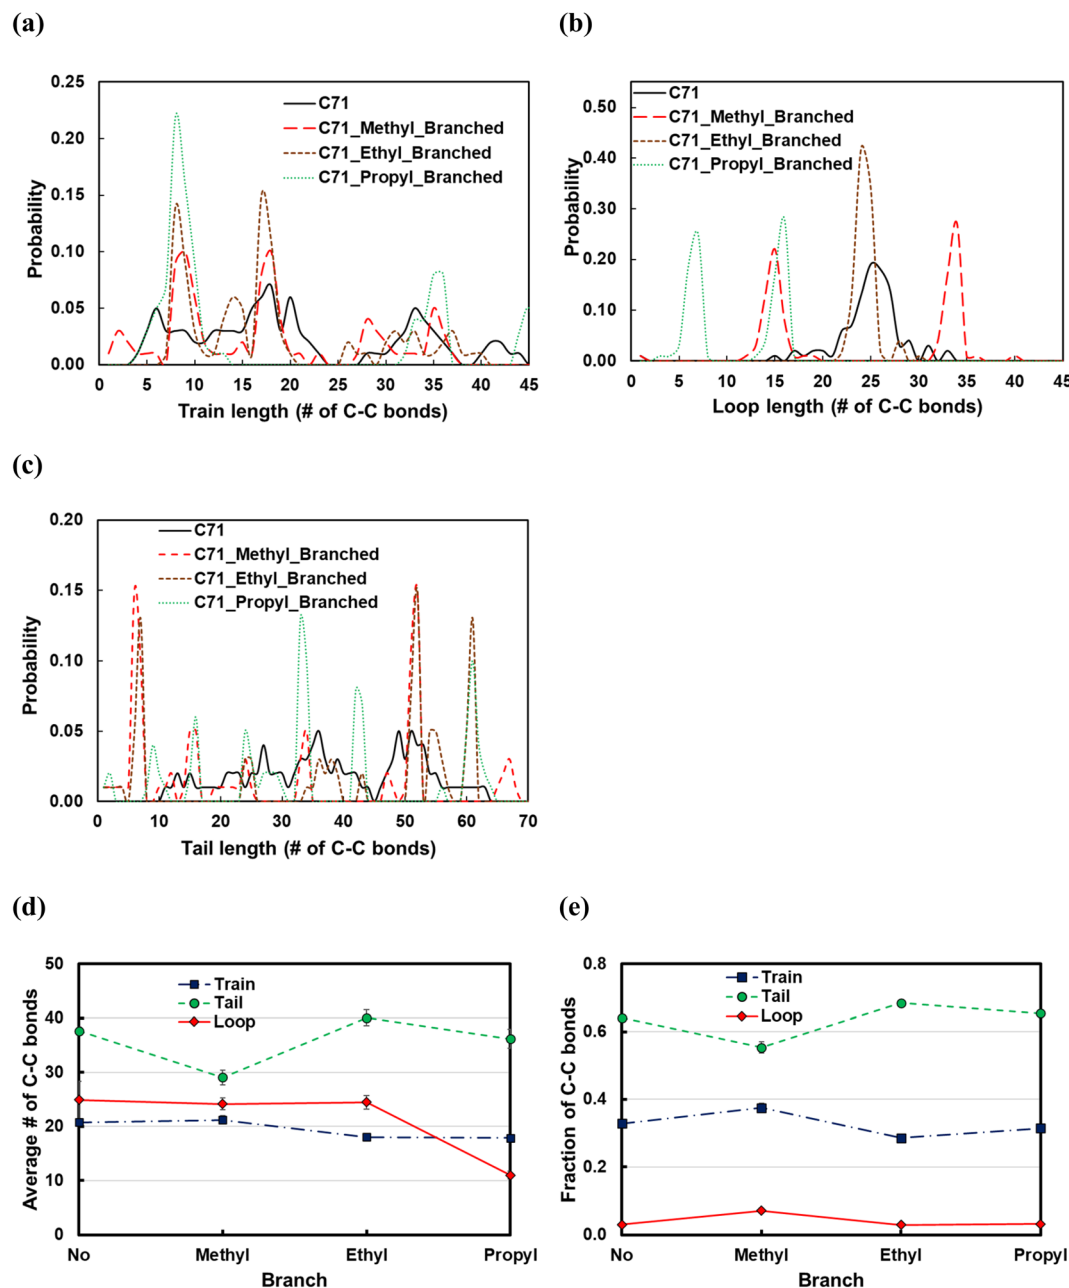 (a)
(b)
0.25
0.20
0.15
0.10
0.05
0.00
Probability
C71
C71_Methyl_Branched
C71_Ethyl_Branched
C71_Propyl_Branched
0 5 10 15 20 25 30 35 40 45
Train length (# of C-C bonds)
0.50
0.40
0.30
0.20
0.10
0.00
Probability
C71
C71_Methyl_Branched
C71_Ethyl_Branched
C71_Propyl_Branched
0 5 10 15 20 25 30 35 40 45
Loop length (# of C-C bonds)
(c)
0.20
0.15
0.10
0.05
0.00
Probability
C71
C71_Methyl_Branched
C71_Ethyl_Branched
C71_Propyl_Branched
0 10 20 30 40 50 60 70
Tail length (# of C-C bonds)
(d)
(e)
50
40
30
20
10
0
Average # of C-C bonds
Train
Tail
Loop
No Methyl Ethyl Propyl
Branch
0.8
0.6
0.4
0.2
0.0
Fraction of C-C bonds
Train
Tail
Loop
No Methyl Ethyl Propyl
Branch